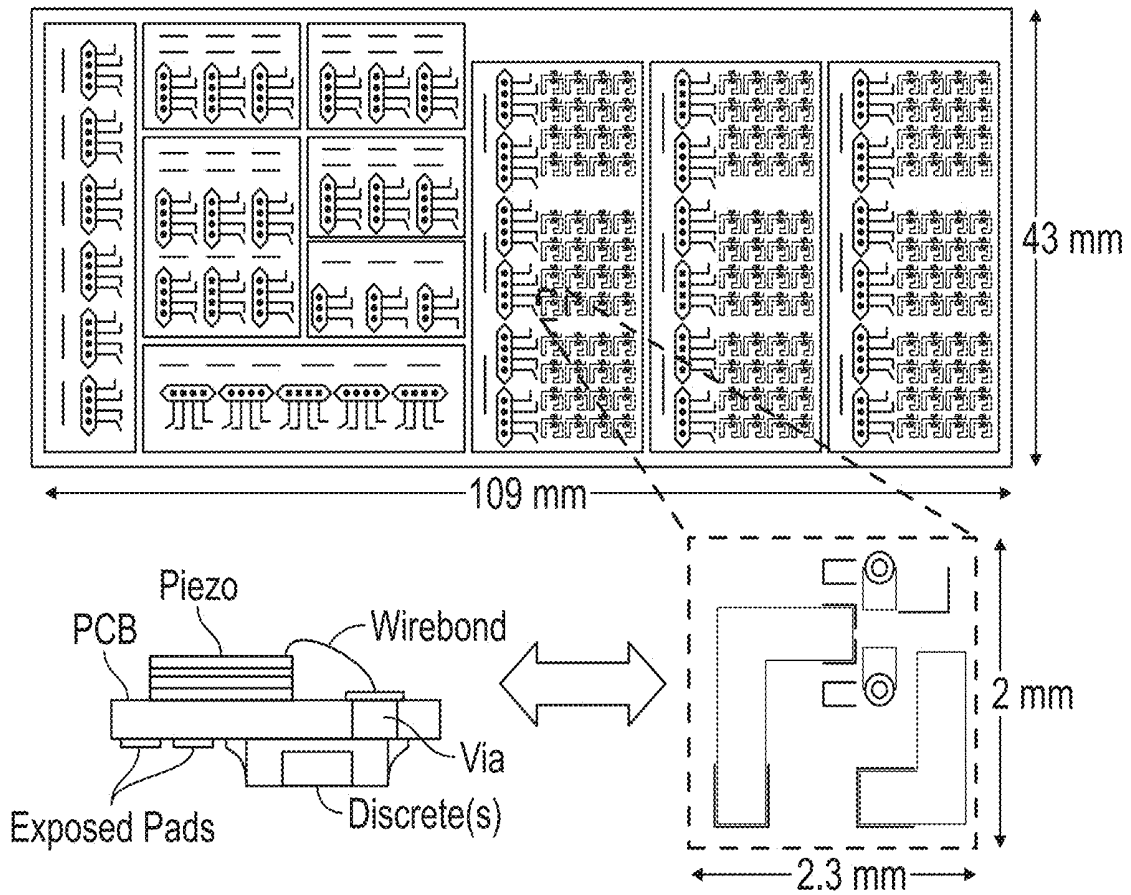 43 mm
109 mm
Piezo
PCB
Wirebond
2 mm
Via
Discrete(s)
Exposed Pads
2.3 mm